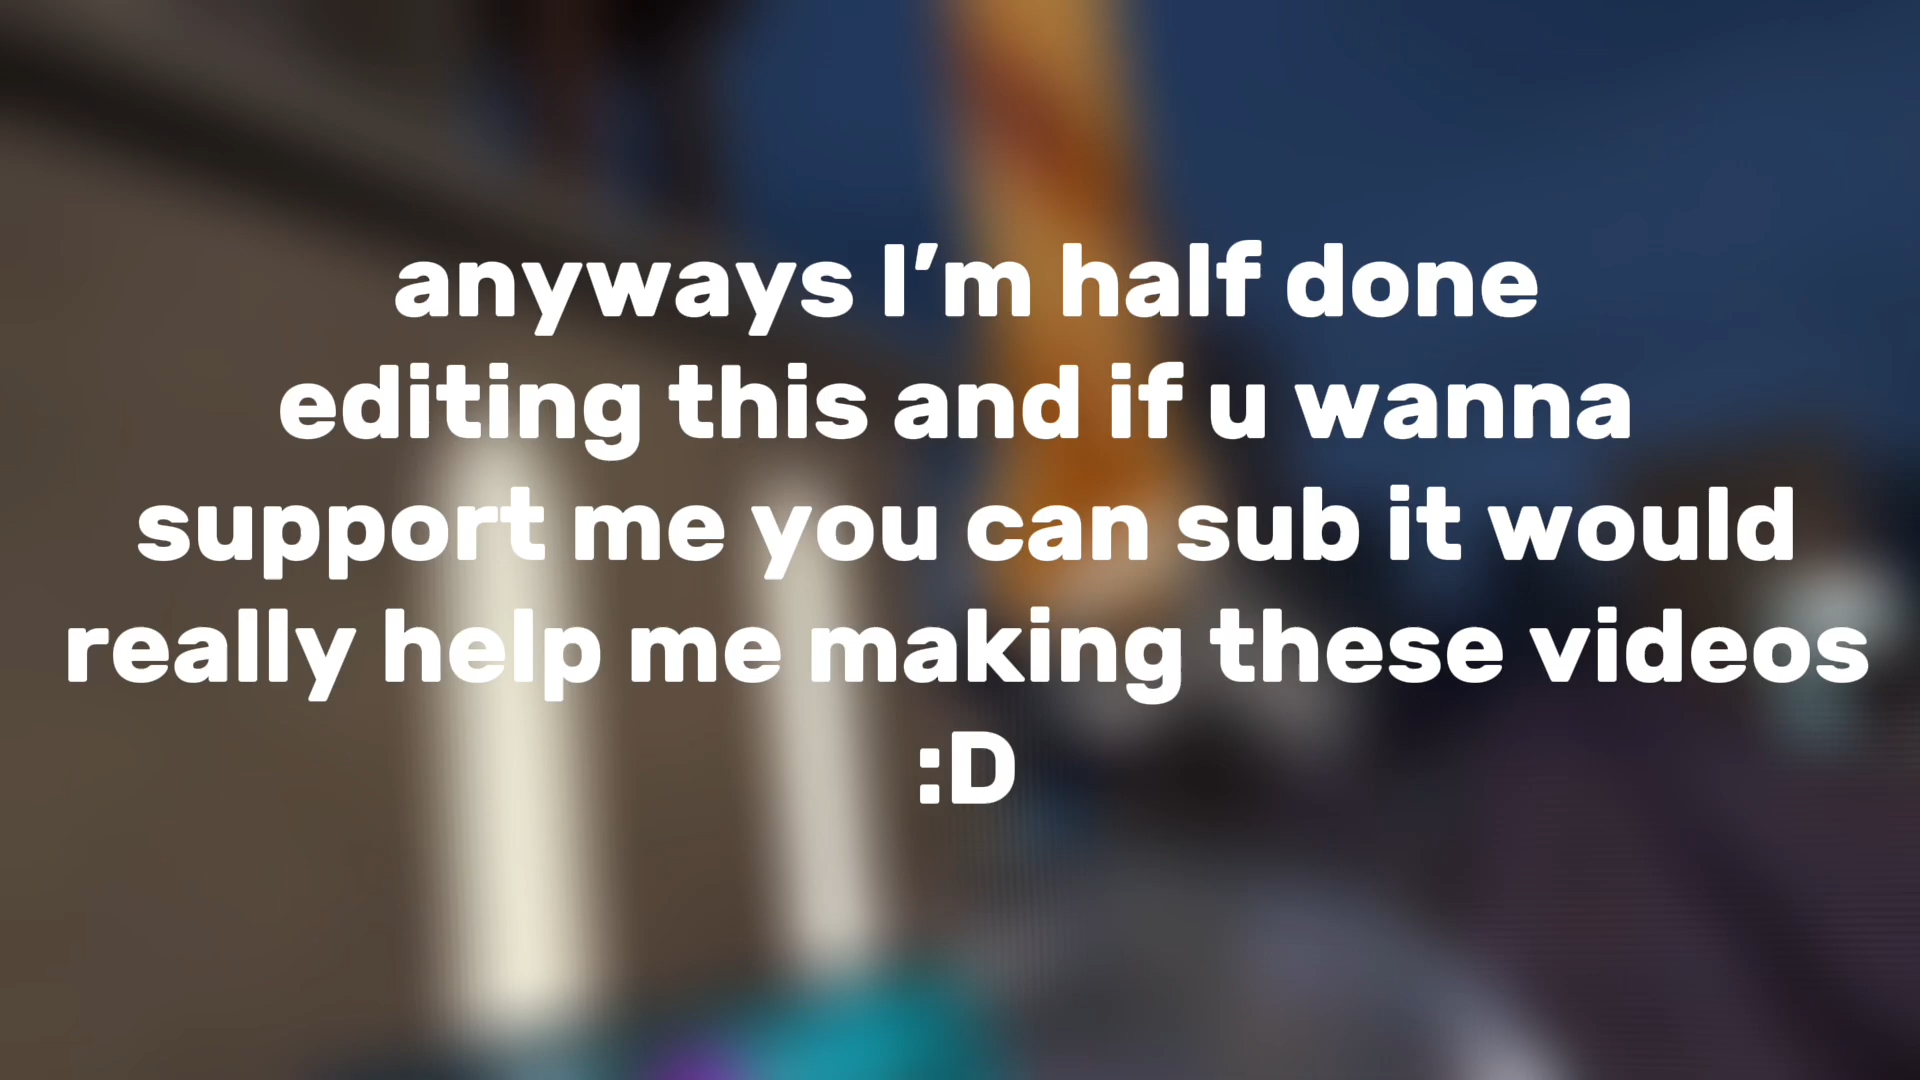 anyways I’m half done
editing this and if u wanna
support me you can sub it would
really help me making these videos
:D